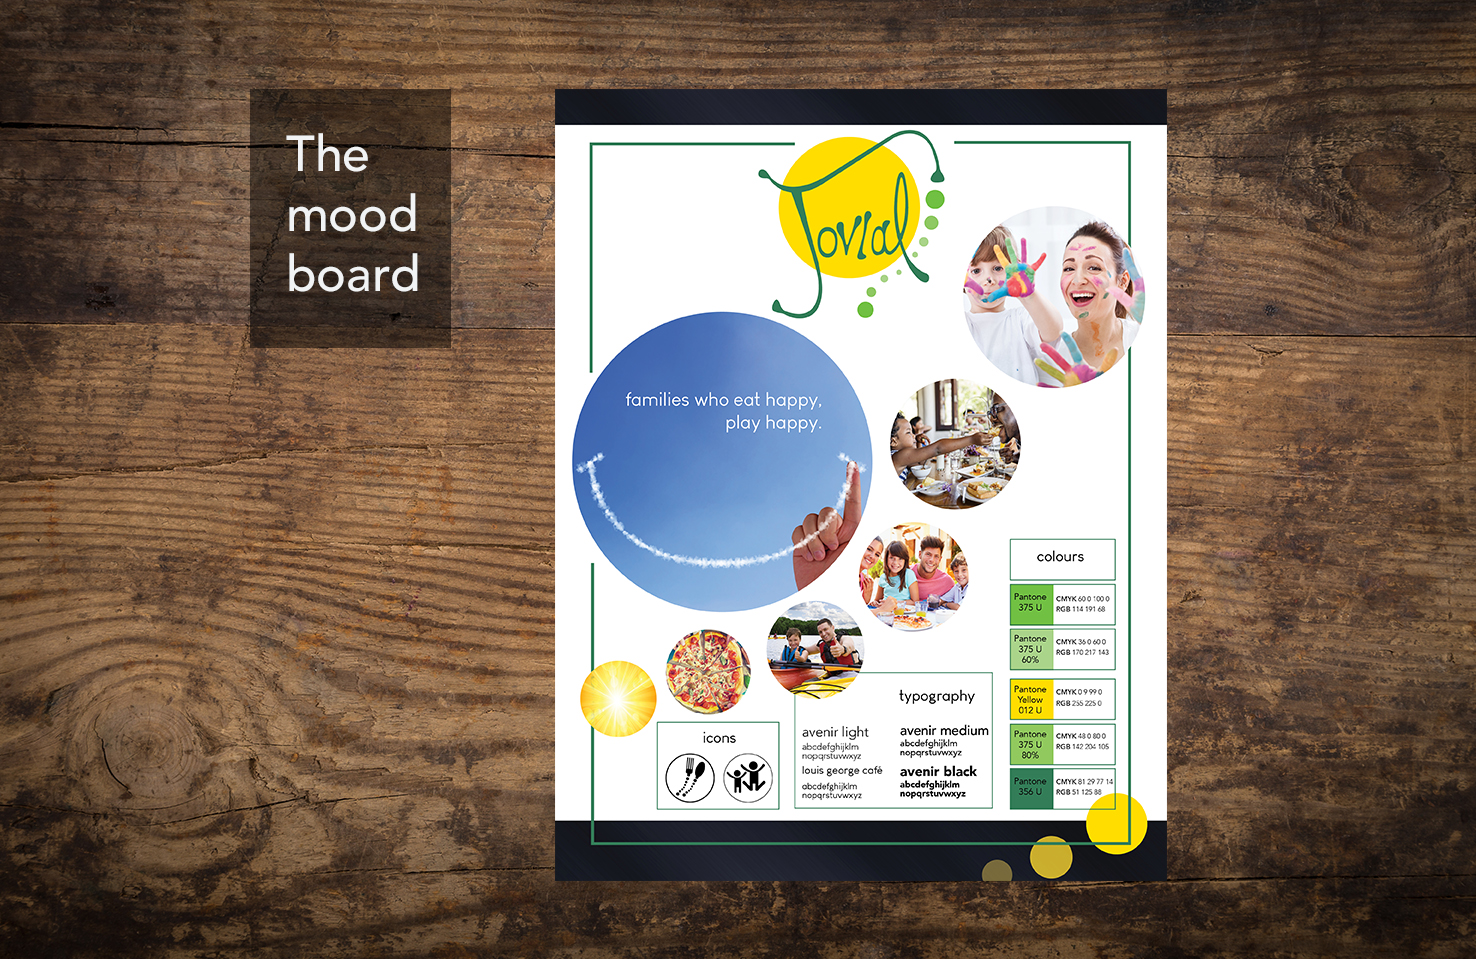 The
mood
board
Jovial
families who eat happy,
play happy.
colours
Pantone
375 U
CMYK 60 0 100 0
RGB 114 191 68
Pantone
375 U
60%
CMYK 36 0 60 0
RGB 170 217 143
Pantone
Yellow
012 U
CMYK 0 9 99 0
RGB 255 225 0
Pantone
375 U
80%
CMYK 48 0 80 0
RGB 142 204 105
Pantone
356 U
CMYK 81 29 77 14
RGB 51 125 88
icons
typography
avenir light
abcdefghijklm
nopqrstuvwxyz
louis george café
abcdefghijklm
nopqrstuvwxyz
avenir medium
abcdefghijklm
nopqrstuvwxyz
avenir black
abcdefghijklm
nopqrstuvwxyz